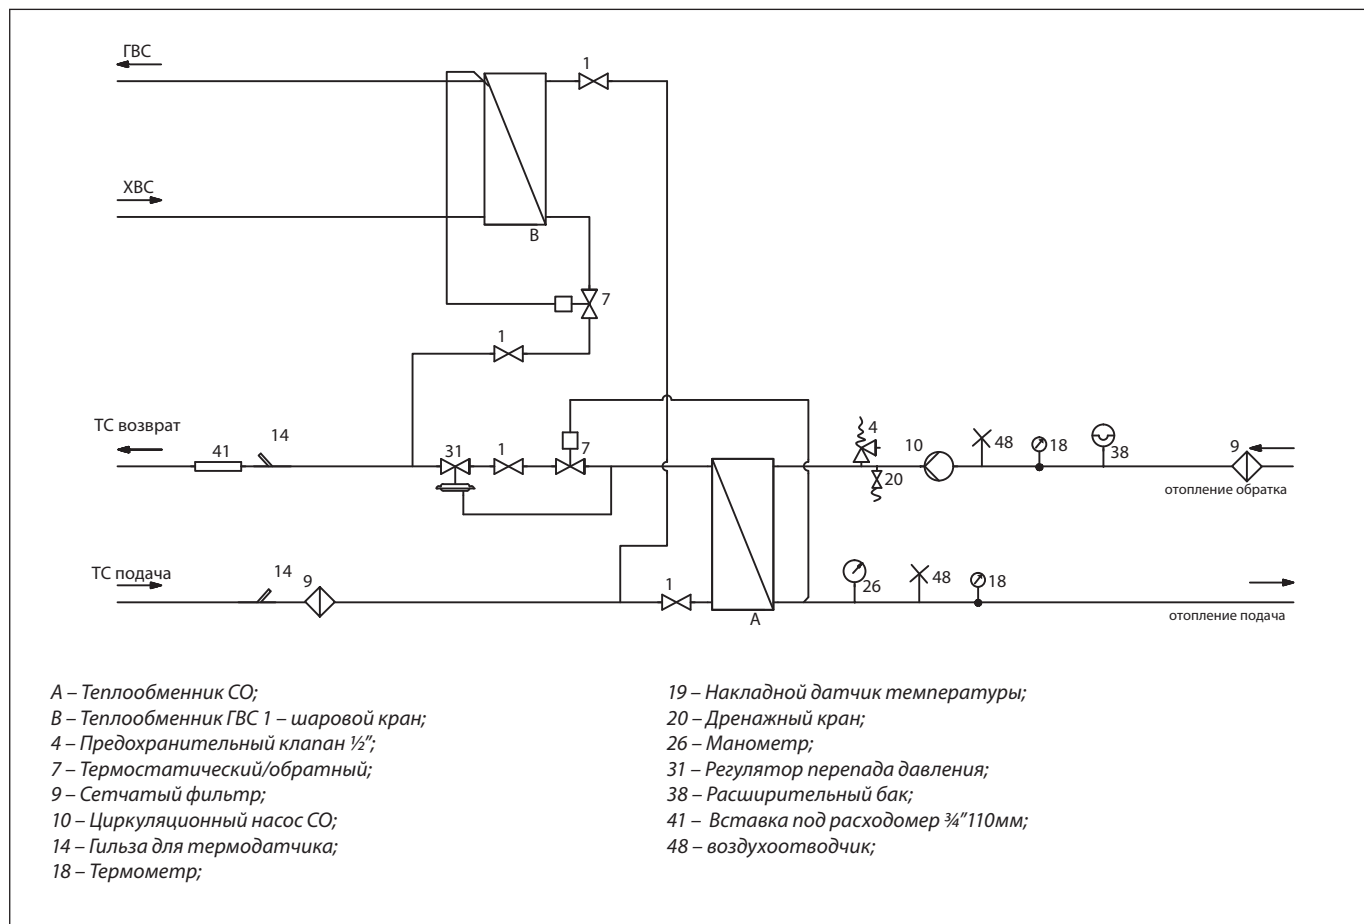 ГВС
1
ХВС
B
7
1
ТС возврат
41
14
31
1
7
4
20
10
48
18
38
9
отопление обратка
ТС подача
14
9
1
A
26
48
18
отопление подача
A – Теплообменник СО;
B – Теплообменник ГВС 1 – шаровой кран;
4 – Предохранительный клапан ½”;
7 – Термостатический/обратный;
9 – Сетчатый фильтр;
10 – Циркуляционный насос СО;
14 – Гильза для термодатчика;
18 – Термометр;
19 – Накладной датчик температуры;
20 – Дренажный кран;
26 – Манометр;
31 – Регулятор перепада давления;
38 – Расширительный бак;
41 – Вставка под расходомер ¾”110мм;
48 – воздухоотводчик;